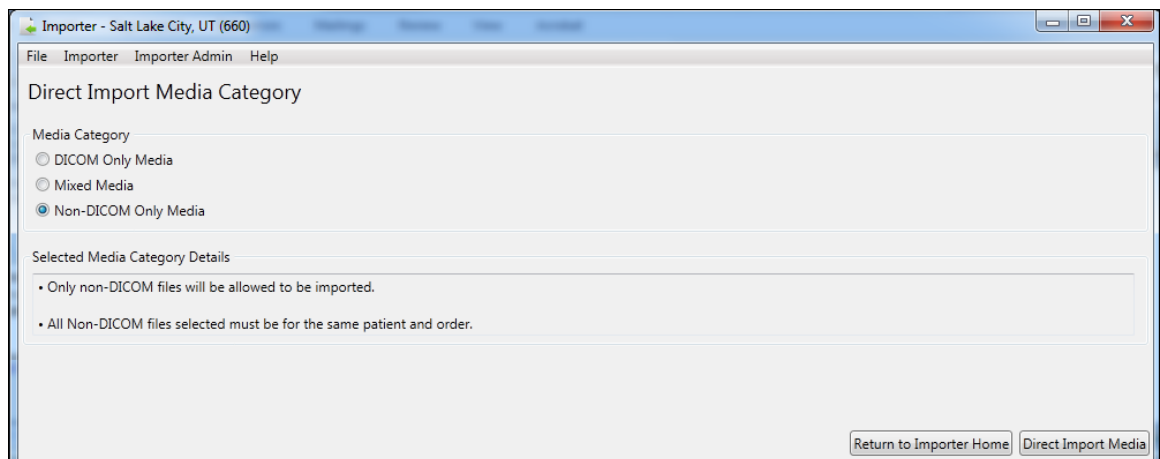 Importer - Salt Lake City, UT (660)
File Importer Importer Admin Help
Direct Import Media Category
Media Category
DICOM Only Media
Mixed Media
Non-DICOM Only Media
Selected Media Category Details
• Only non-DICOM files will be allowed to be imported.
• All Non-DICOM files selected must be for the same patient and order.
Return to Importer Home Direct Import Media